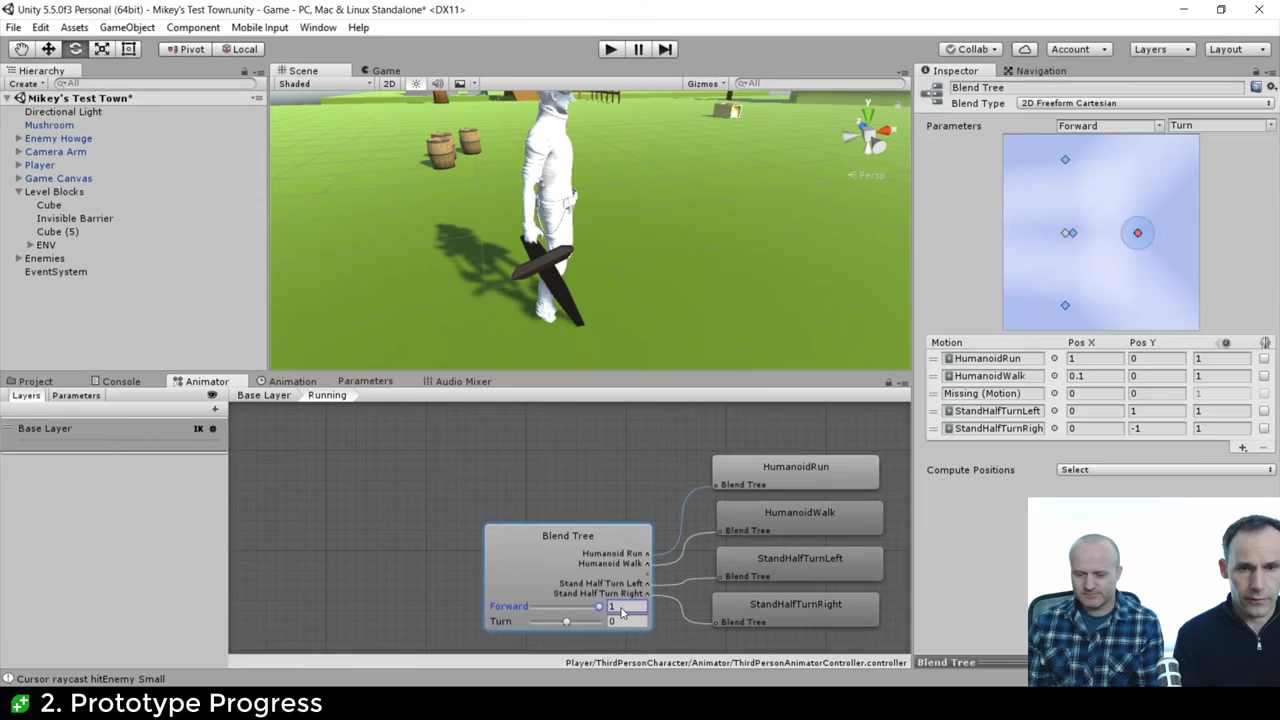 Unity 5.5.0f3 Personal (64bit) - Mikey's Test Town.unity - Game - PC, Mac & Linux Standalone* <DX11>
File Edit Assets GameObject Component Mobile Input Window Help
Pivot Local Collab Account Layers Layout
Hierarchy
Create All
Mikey's Test Town*
Directional Light
Mushroom
Enemy Howge
Camera Arm
Player
Game Canvas
Level Blocks
Cube
Invisible Barrier
Cube (5)
ENV
Enemies
EventSystem
Scene Game
Shaded 2D Gizmos All
y
x
Persp
Inspector Navigation
Blend Tree
Blend Type 2D Freeform Cartesian
Parameters Forward Turn
Motion Pos X Pos Y
HumanoidRun 1 0 1
HumanoidWalk 0.1 0 1
Missing (Motion) 0 0 1
StandHalfTurnLeft 0 1 1
StandHalfTurnRigh 0 -1 1
Compute Positions Select
Project Console Animator Animation Parameters Audio Mixer
Layers Parameters Base Layer Running
Base Layer IK
HumanoidRun
Blend Tree
HumanoidWalk
Blend Tree
StandHalfTurnLeft
Blend Tree
StandHalfTurnRight
Blend Tree
Blend Tree
Humanoid Run
Humanoid Walk
Stand Half Turn Left
Stand Half Turn Right
Forward 1
Turn 0
Player/ThirdPersonCharacter/Animator/ThirdPersonAnimatorController.controller
Blend Tree
Cursor raycast hitEnemy Small
2. Prototype Progress